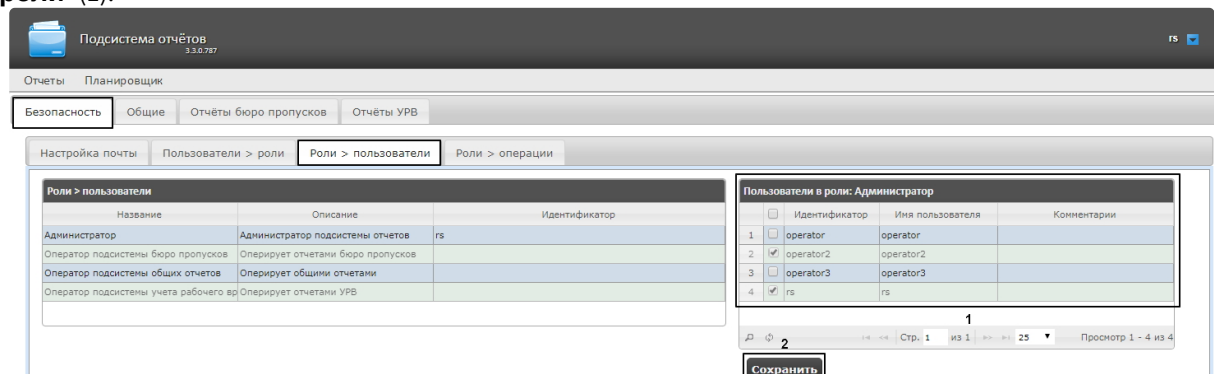 роли (2).
Подсистема отчётов
3.3.0.787
rs
Отчеты Планировщик
Безопасность Общие Отчёты бюро пропусков Отчёты УРВ
Настройка почты Пользователи > роли Роли > пользователи Роли > операции
Роли > пользователи
Название Описание Идентификатор
Администратор Администратор подсистемы отчетов rs
Оператор подсистемы бюро пропусков Оперирует отчетами бюро пропусков
Оператор подсистемы общих отчетов Оперирует общими отчетами
Оператор подсистемы учета рабочего вр Оперирует отчетами УРВ
Пользователи в роли: Администратор
Идентификатор Имя пользователя Комментарии
1 operator operator
2 operator2 operator2
3 operator3 operator3
4 rs rs
1
Стр. 1 из 1 25 Просмотр 1 - 4 из 4
2
Сохранить